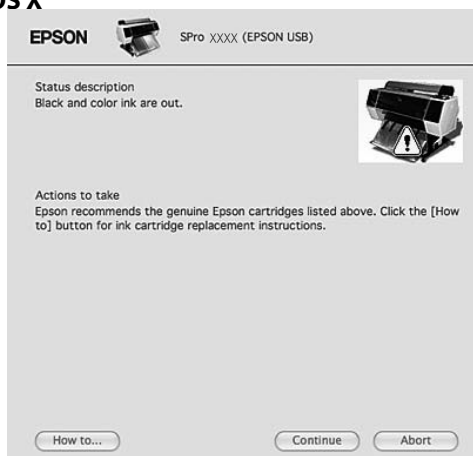 OS X
EPSON
SPro XXXX (EPSON USB)
Status description
Black and color ink are out.
Actions to take
Epson recommends the genuine Epson cartridges listed above. Click the [How
to] button for ink cartridge replacement instructions.
How to...
Continue
Abort